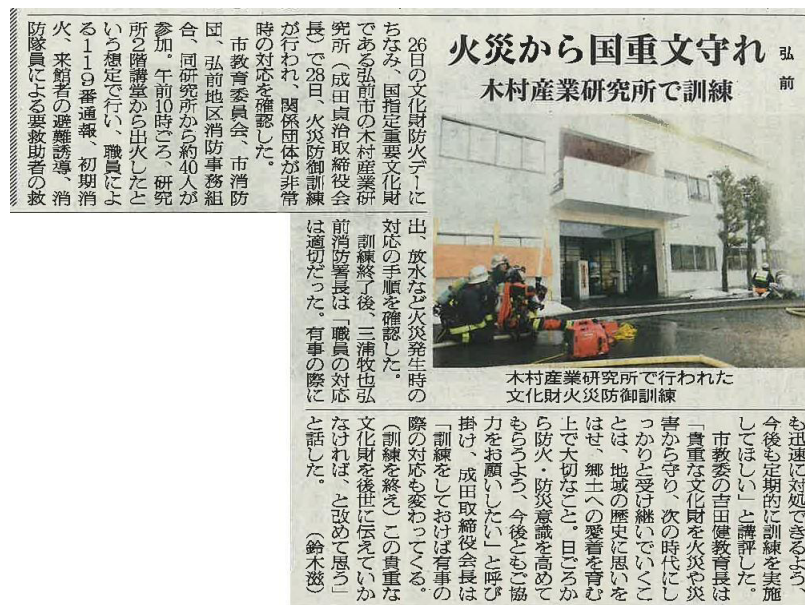 弘前
火災から国重文守れ
木村産業研究所で訓練
26日の文化財防火デーに
ちなみ、国指定重要文化財
である弘前市の木村産業研
究所（成田貞治取締役会
長）で28日、火災防御訓練
が行われ、関係団体が非常
時の対応を確認した。
市教育委員会、市消防
団、弘前地区消防事務組
合、同研究所から約40人が
参加。午前10時ごろ、研究
所2階講堂から出火したと
いう想定で行い、職員によ
る119番通報、初期消
火、来館者の避難誘導、消
防隊員による要救助者の救
出、放水など火災発生時の
対応の手順を確認した。
訓練終了後、三浦牧也弘
前消防署長は「職員の対応
は適切だった。有事の際に
も迅速に対処できるよう、
今後も定期的に訓練を実施
してほしい」と講評した。
市教委の吉田健教育長は
「貴重な文化財を火災や災
害から守り、次の時代にし
っかりと受け継いでいくこ
とは、地域の歴史に思いを
はせ、郷土への愛着を育む
上で大切なこと。日ごろか
ら防火・防災意識を高めて
もらうよう、今後ともご協
力をお願いしたい」と呼び
掛け、成田取締役会長は
「訓練をしておけば有事の
際の対応も変わってくる。
（訓練を終え）この貴重な
文化財を後世に伝えていか
なければ、と改めて思う」
と話した。　（鈴木滋）
木村産業研究所で行われた
文化財火災防御訓練